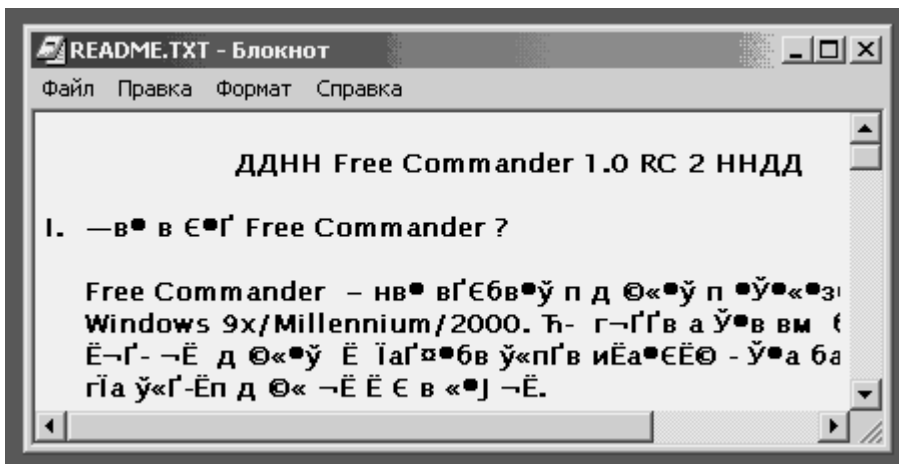 README.TXT - Блокнот
Файл Правка Формат Справка
ДДНН Free Commander 1.0 RC 2 ННДД
I. —в• в Є•Ґ Free Commander ?
Free Commander – нв• вҐЄбв•ў п д ©«•ў п •Ў•«•з
Windows 9x/Millennium/2000. Ћ- г¬ҐҐв а Ў•в вм б
Ё¬Ґ- ¬Ё д ©«•ў Ё ЇаҐ¤•бв ў«пҐв иЁа•ЄЁ© - Ў•а ба
гЇа ў«Ґ-Ёп д ©« ¬Ё Ё Є в «•J ¬Ё.